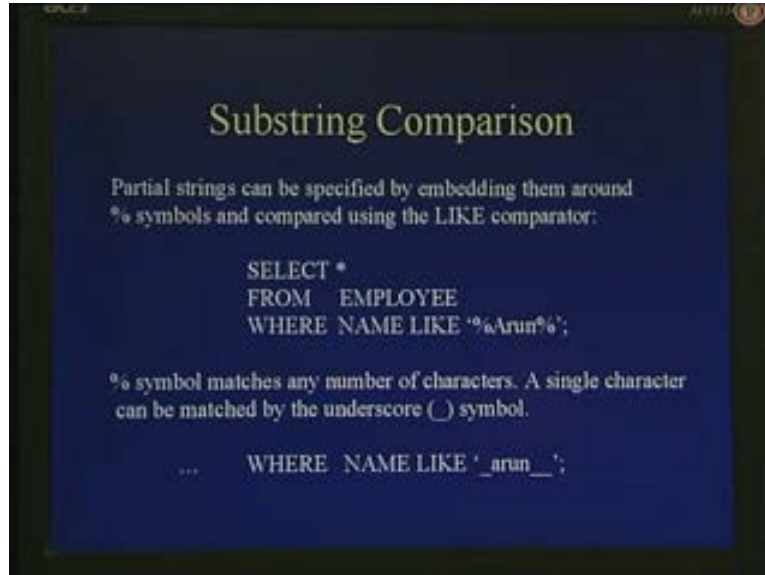 acer
Substring Comparison
Partial strings can be specified by embedding them around
% symbols and compared using the LIKE comparator:
SELECT *
FROM EMPLOYEE
WHERE NAME LIKE ‘%Arun%’;
% symbol matches any number of characters. A single character
can be matched by the underscore (_) symbol.
... WHERE NAME LIKE ‘_arun__’;